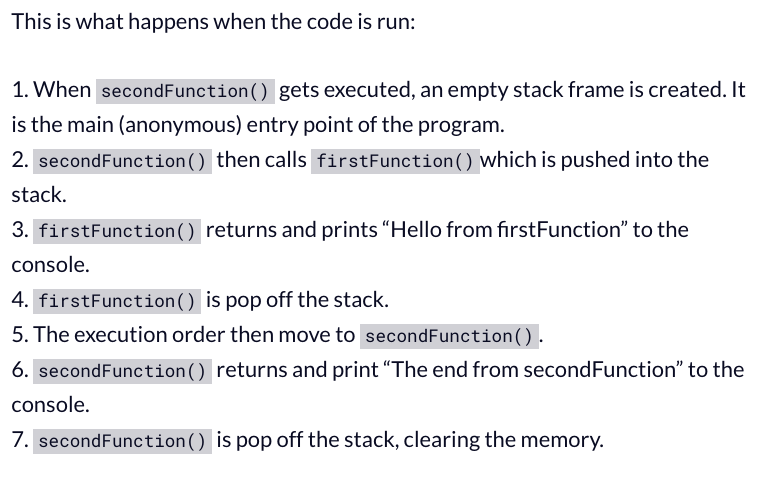 This is what happens when the code is run:
1. When secondFunction() gets executed, an empty stack frame is created. It
is the main (anonymous) entry point of the program.
2. secondFunction() then calls firstFunction() which is pushed into the
stack.
3. firstFunction() returns and prints “Hello from firstFunction” to the
console.
4. firstFunction() is pop off the stack.
5. The execution order then move to secondFunction().
6. secondFunction() returns and print “The end from secondFunction” to the
console.
7. secondFunction() is pop off the stack, clearing the memory.